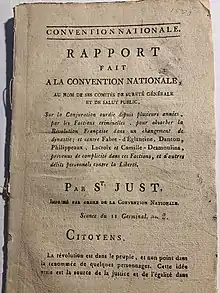 CONVENTION NATIONALE.
RAPPORT
FAIT
A LA CONVENTION NATIONALE,
AU NOM DE SES COMITÉS DE SURETÉ GÉNÉRALE
ET DE SALUT PUBLIC,
Sur la Conjuration ourdie depuis plusieurs années,
par les Factions criminelles, pour absorber la
Révolution Française dans un changement de
dynastie; et contre Fabre-d'Eglantine, Danton,
Philippeaux, Lacroix et Camille-Desmoulins,
prévenus de complicité dans ces Factions, et d'autres
délits personnels contre la Liberté.
PAR ST. JUST,
IMPRIMÉ PAR ORDRE DE LA CONVENTION NATIONALE.
Séance du 11 Germinal, an 2.
CITOYENS,
La révolution est dans le peuple, et non point dans
la renommée de quelques personnages. Cette idée
vraie est la source de la justice et de l'égalité dans